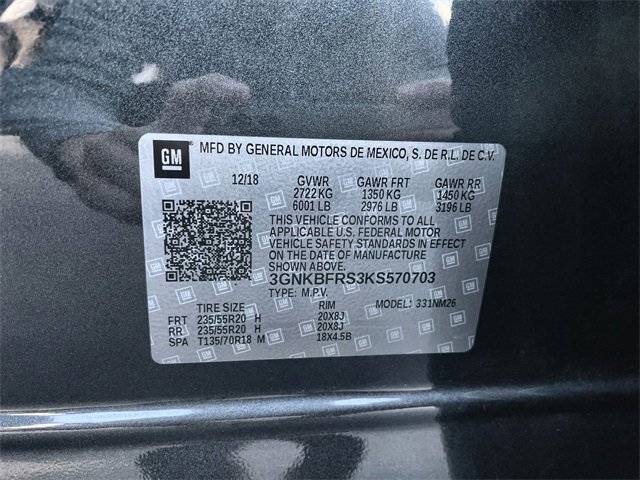 GM
MFD BY GENERAL MOTORS DE MEXICO, S. DE R.L. DE C.V.
12/18 GVWR GAWR FRT GAWR RR
2722 KG 1350 KG 1450 KG
6001 LB 2976 LB 3196 LB
THIS VEHICLE CONFORMS TO ALL
APPLICABLE U.S. FEDERAL MOTOR
VEHICLE SAFETY STANDARDS IN EFFECT
ON THE DATE OF MANUFACTURE
SHOWN ABOVE.
3GNKBFRS3KS570703
TYPE: M.P.V. MODEL: 331NM26
TIRE SIZE RIM
FRT 235/55R20 H 20X8J
RR 235/55R20 H 20X8J
SPA T135/70R18 M 18X4.5B